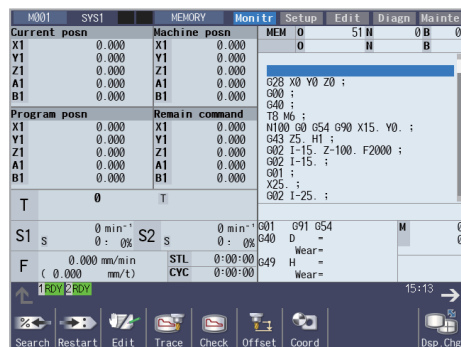 M001 SYS1 MEMORY Monitr Setup Edit Diagn Mainte
Current posn Machine posn MEM O 51 N 0 B 0
O N B
X1 0.000 X1 0.000
Y1 0.000 Y1 0.000
Z1 0.000 Z1 0.000
A1 0.000 A1 0.000
B1 0.000 B1 0.000
G28 X0 Y0 Z0 ;
G00 ;
G40 ;
T8 M6 ;
N100 G0 G54 G90 X15. Y0. ;
G43 Z5. H1 ;
G02 I-15. Z-100. F2000 ;
G02 I-15. ;
G01 ;
X25. ;
G02 I-25. ;
Program posn Remain command
X1 0.000 X1 0.000
Y1 0.000 Y1 0.000
Z1 0.000 Z1 0.000
A1 0.000 A1 0.000
B1 0.000 B1 0.000
T 0 T
S1 S 0 min⁻¹ 0: 0% S2 S 0 min⁻¹ 0: 0%
F 0.000 mm/min ( 0.000 mm/t)
STL 0:00:00
CYC 0:00:00
G01 G91 G54 M 0
G40 D -
Wear=
G49 H -
Wear=
1 RDY 2 RDY 15:13
Search Restart Edit Trace Check Offset Coord Dsp.Chg